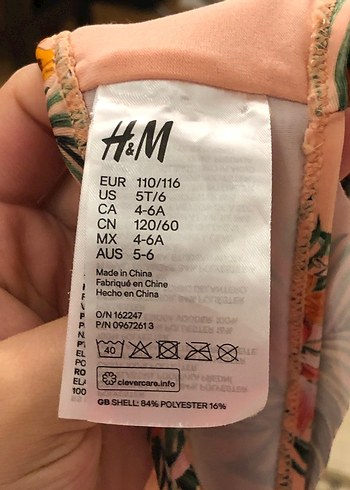 H&M
EUR 110/116
US 5T/6
CA 4-6A
CN 120/60
MX 4-6A
AUS 5-6
Made in China
Fabriqué en Chine
Hecho en China
O/N 162247
P/N 0967261 3
40
clevercare.info
GB SHELL: 84% POLYESTER 16%